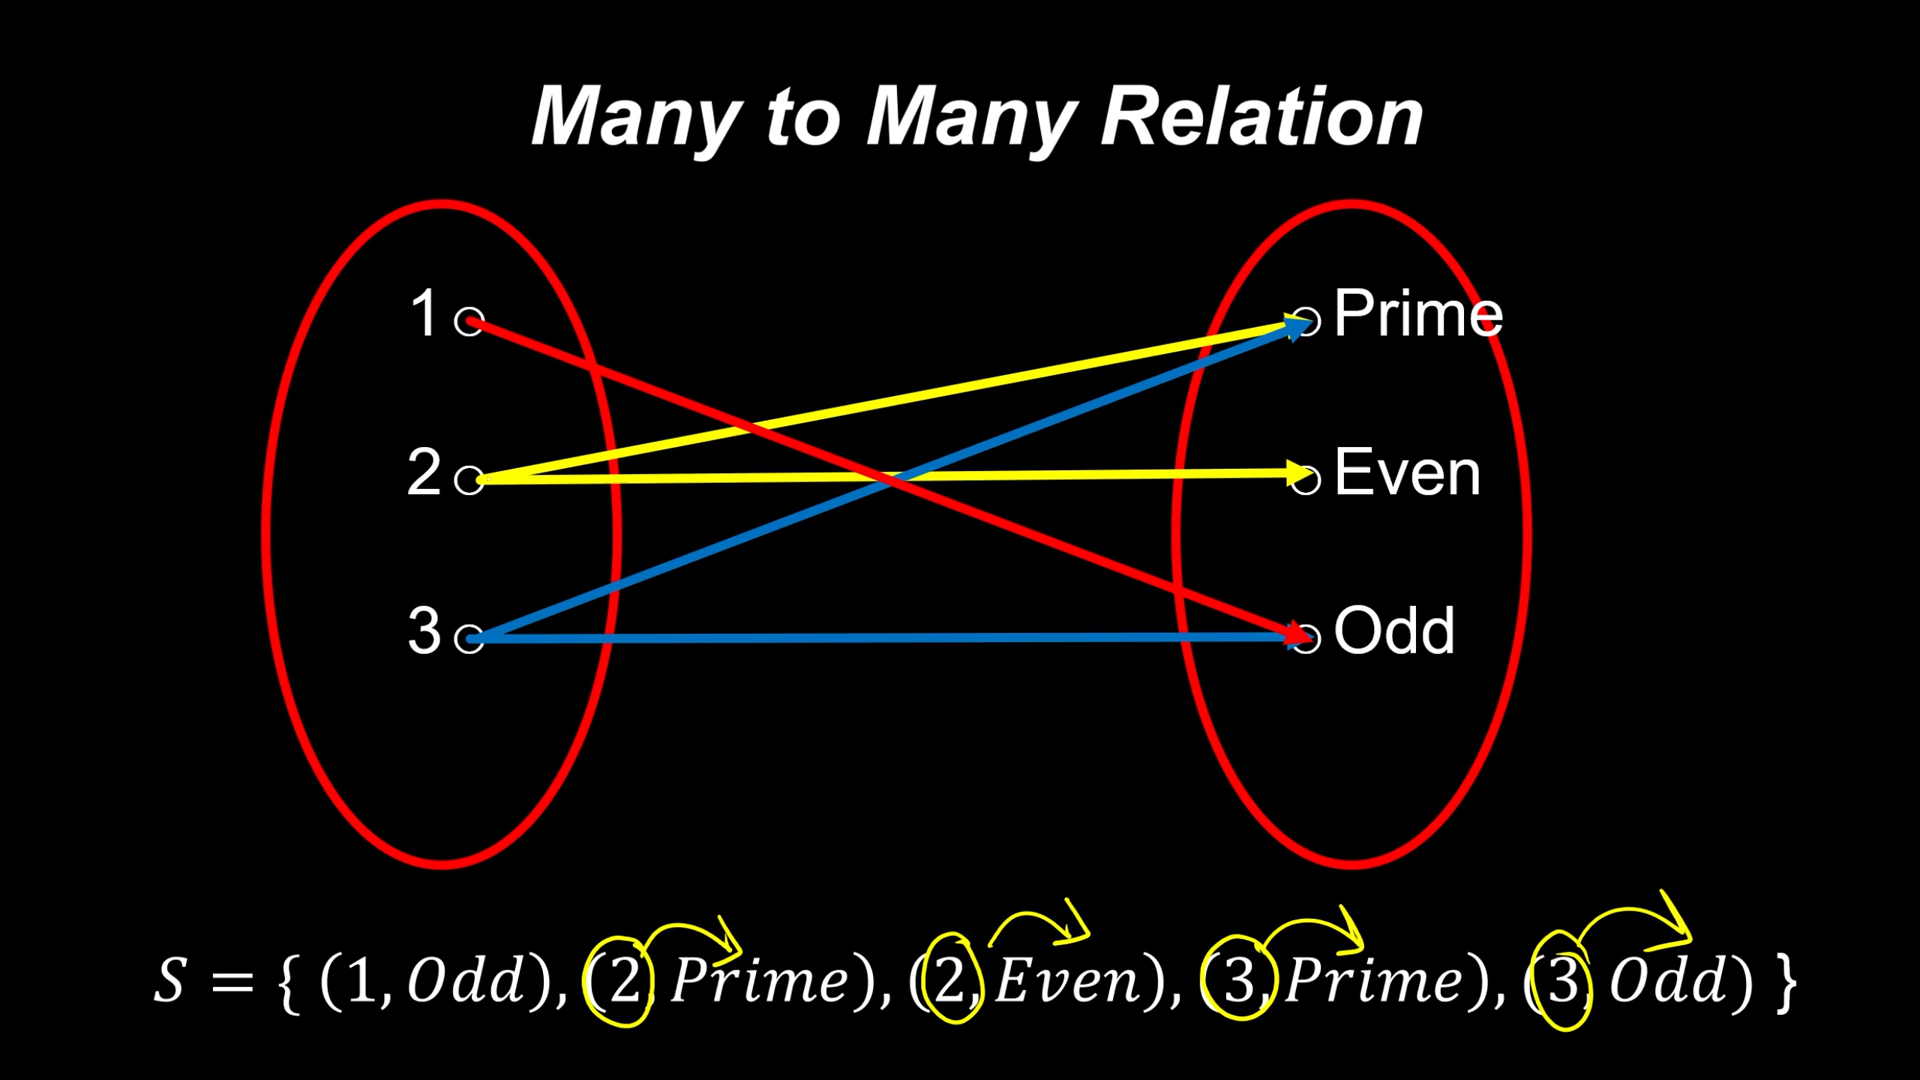 Many to Many Relation
1 Prime
2 Even
3 Odd
S = { (1, Odd), (2, Prime), (2, Even), (3, Prime), (3, Odd) }